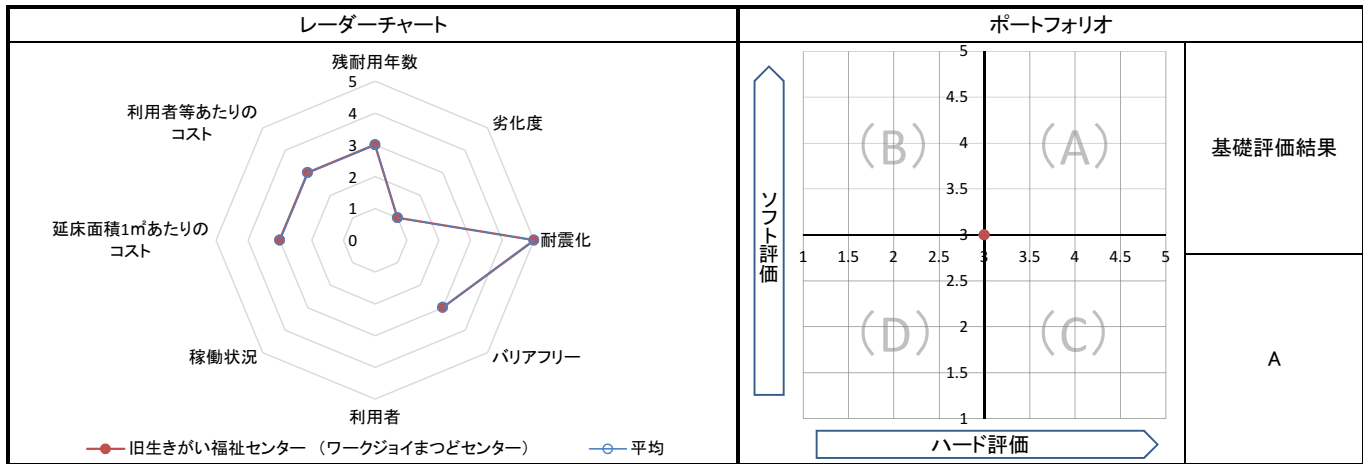 レーダーチャート
残耐用年数
劣化度
耐震化
バリアフリー
利用者
稼働状況
延床面積1㎡あたりの
コスト
利用者等あたりの
コスト
5
4
3
2
1
0
旧生きがい福祉センター （ワークジョイまつどセンター）
平均
ポートフォリオ
ソフト評価
5
4.5
4
3.5
3
2.5
2
1.5
1
1 1.5 2 2.5 3 3.5 4 4.5 5
（B）
（A）
（D）
（C）
ハード評価
基礎評価結果
A